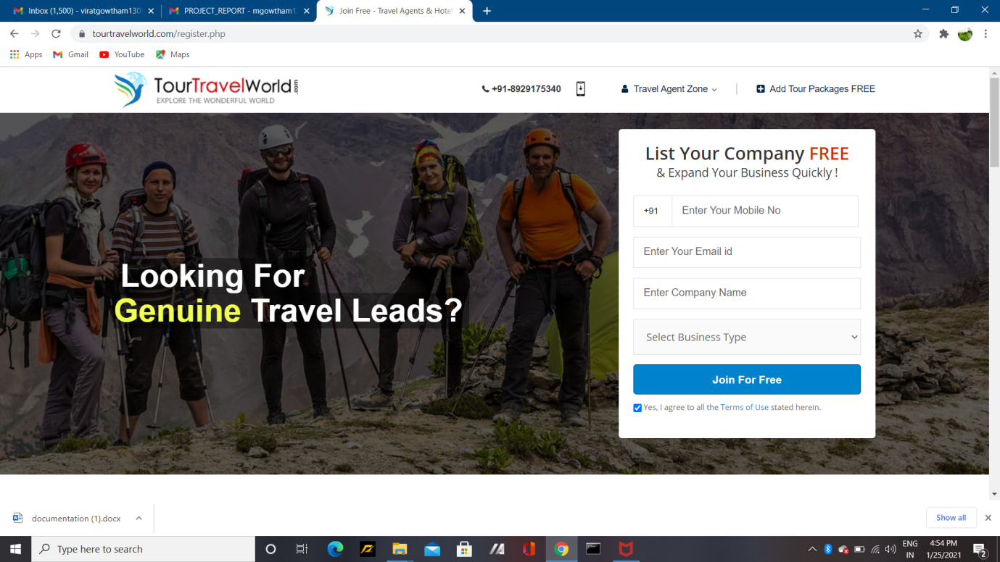 Inbox (1,500) - viratgowtham130
PROJECT_REPORT - mgowtham1
Join Free - Travel Agents & Hotel
tourtravelworld.com/register.php
Apps
Gmail
YouTube
Maps
TourTravelWorld.com
EXPLORE THE WONDERFUL WORLD
+91-8929175340
Travel Agent Zone
Add Tour Packages FREE
Looking For
Genuine Travel Leads?
List Your Company FREE
& Expand Your Business Quickly !
+91
Enter Your Mobile No
Enter Your Email id
Enter Company Name
Select Business Type
Join For Free
Yes, I agree to all the Terms of Use stated herein.
documentation (1).docx
Show all
Type here to search
ENG
IN
4:54 PM
1/25/2021
2